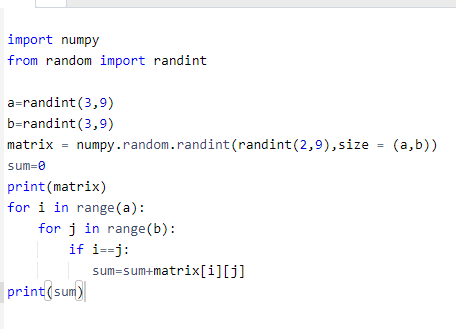 import numpy
from random import randint
a=randint(3,9)
b=randint(3,9)
matrix = numpy.random.randint(randint(2,9),size = (a,b))
sum=0
print(matrix)
for i in range(a):
    for j in range(b):
        if i==j:
           sum=sum+matrix[i][j]
print(sum)